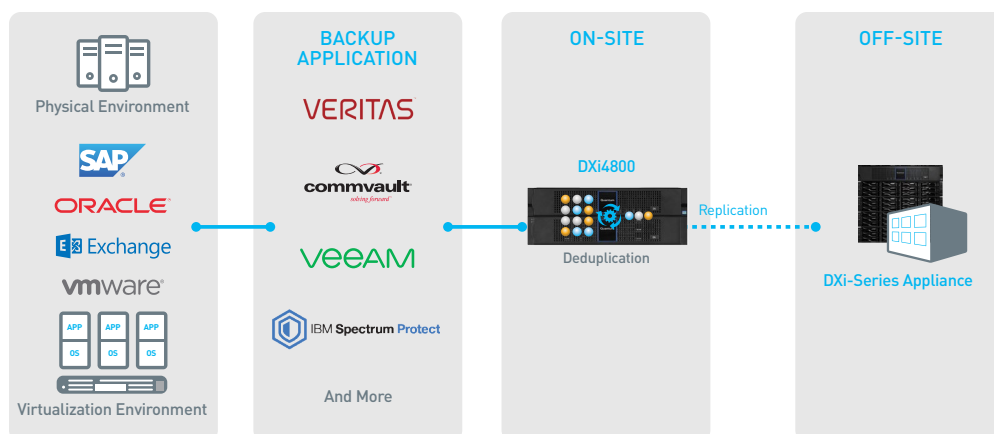 Physical Environment
SAP
ORACLE
Exchange
vmware
APP
APP
APP
OS
OS
OS
Virtualization Environment
BACKUP
APPLICATION
VERITAS
commvault
solving forward
VEEAM
IBM Spectrum Protect
And More
ON-SITE
DXi4800
Deduplication
Replication
OFF-SITE
DXi-Series Appliance